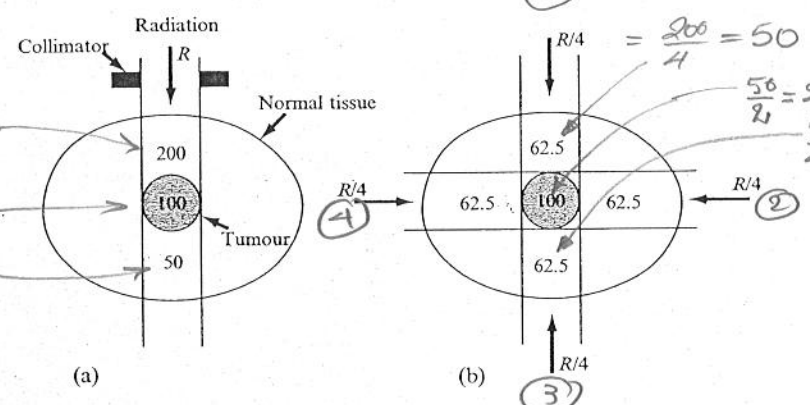 Radiation
Collimator
R
Normal tissue
200
100
50
Tumour
(a)
R/4
= 200/4 = 50
50/2 =
62.5
R/4
4
62.5
100
62.5
R/4
2
62.5
R/4
(b)
3